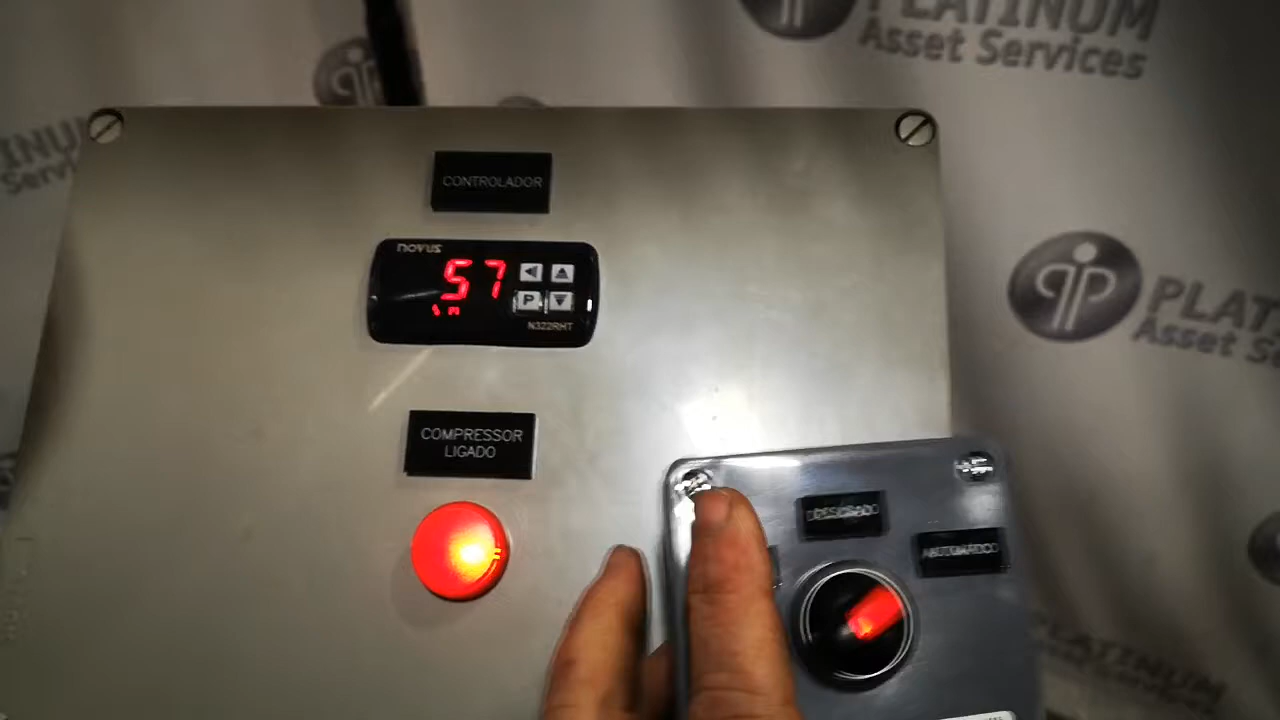 PLATINUM
Asset Services
CONTROLADOR
novus
57
P
N322RHT
PLAT
Asset Se
COMPRESSOR
LIGADO
DESLIGADO
AUTOMÁTICO
PLATINUM